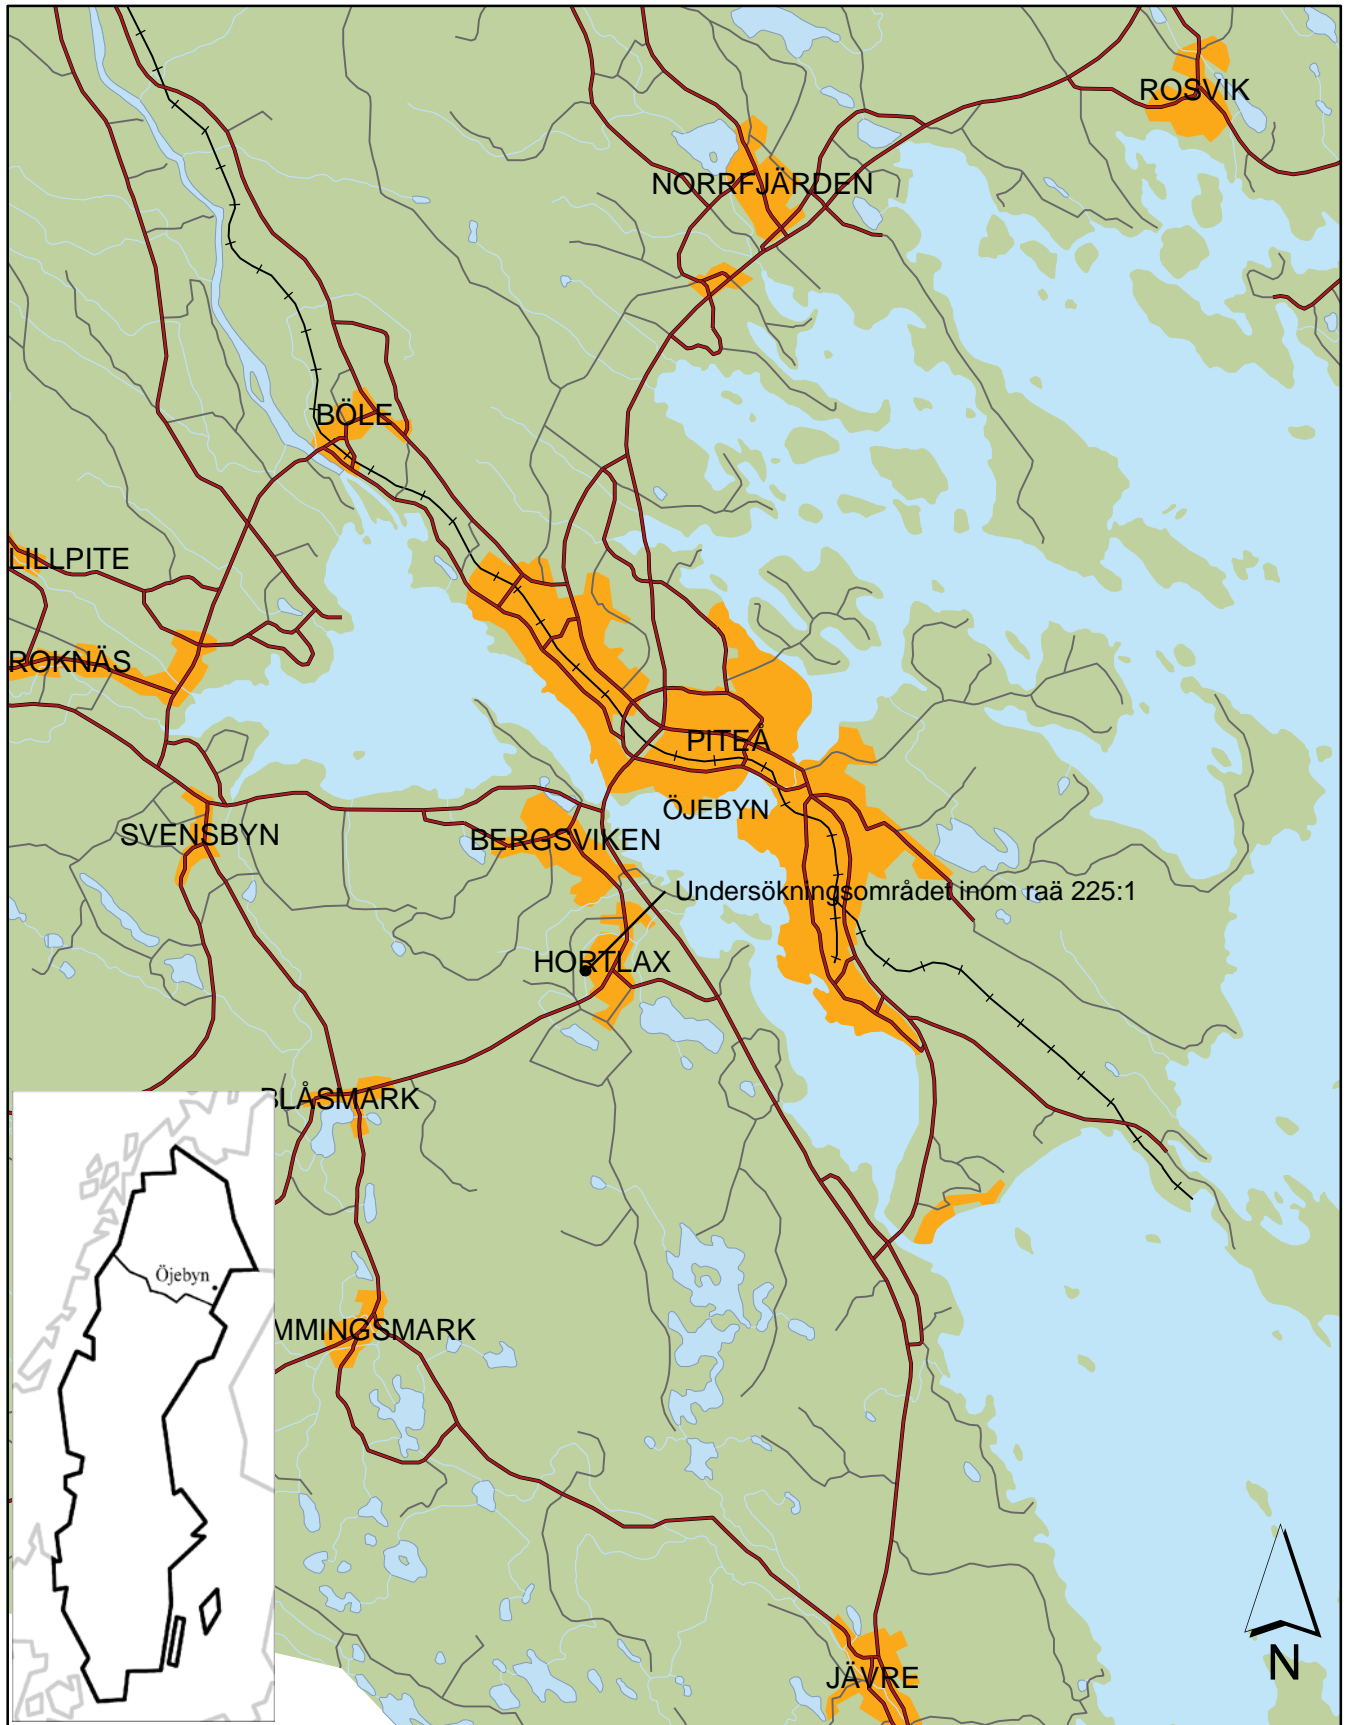 ROSVIK
NORRFJÄRDEN
BÖLE
LILLPITE
ROKNÄS
PITEÅ
ÖJEBYN
SVENSBYN
BERGSVIKEN
Undersökningsområdet inom raä 225:1
HORTLAX
BLÅSMARK
Öjebyn
MMINGSMARK
JÄVRE
N